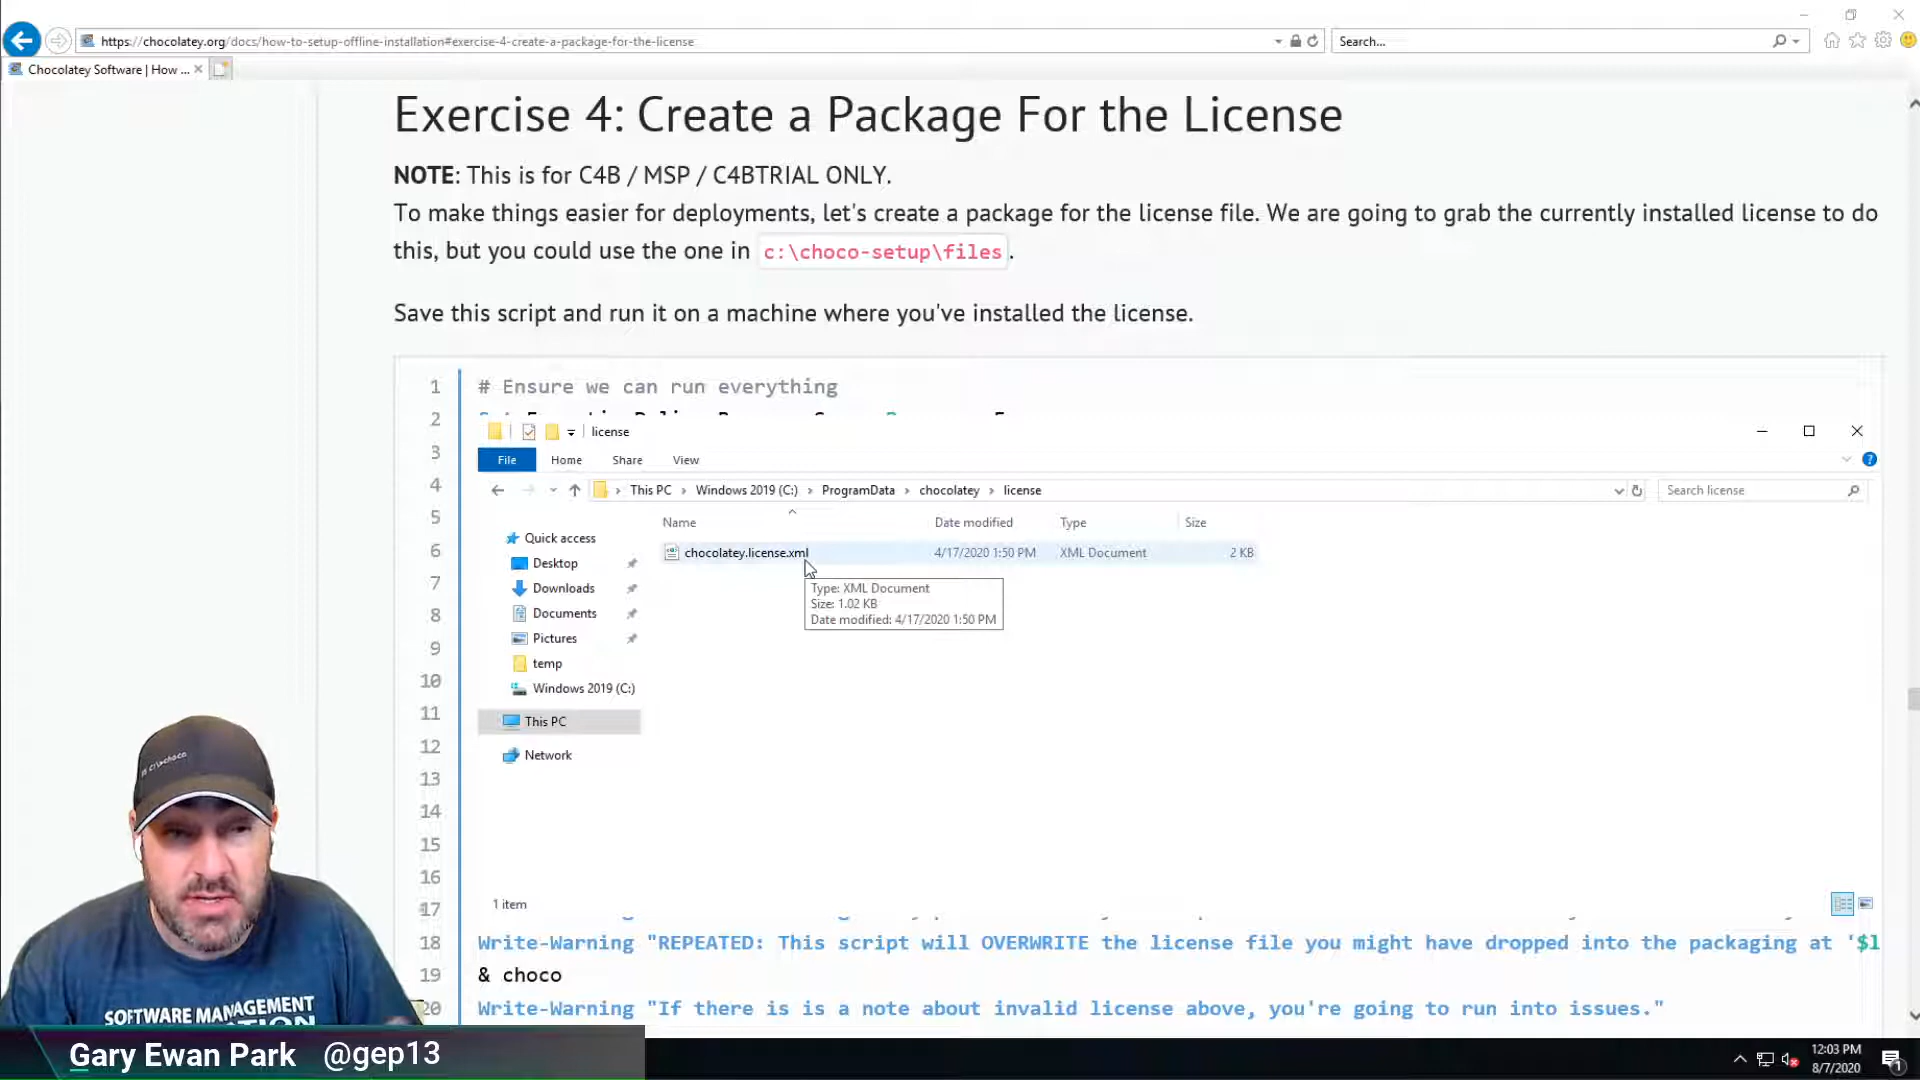 https://chocolatey.org/docs/how-to-setup-offline-installation#exercise-4-create-a-package-for-the-license
Search...
Chocolatey Software | How ...
Exercise 4: Create a Package For the License
NOTE: This is for C4B / MSP / C4BTRIAL ONLY.
To make things easier for deployments, let's create a package for the license file. We are going to grab the currently installed license to do
this, but you could use the one in c:\choco-setup\files.
Save this script and run it on a machine where you've installed the license.
1 # Ensure we can run everything
2
license
3
File Home Share View
4
This PC > Windows 2019 (C:) > ProgramData > chocolatey > license
Search license
5
Name Date modified Type Size
Quick access
6
chocolatey.license.xml 4/17/2020 1:50 PM XML Document 2 KB
Desktop
7
Downloads
Type: XML Document
Size: 1.02 KB
Date modified: 4/17/2020 1:50 PM
8
Documents
9
Pictures
temp
10
Windows 2019 (C:)
11
This PC
12
Network
13
14
15
16
17
1 item
18 Write-Warning "REPEATED: This script will OVERWRITE the license file you might have dropped into the packaging at '$l
19 & choco
20 Write-Warning "If there is is a note about invalid license above, you're going to run into issues."
C:\choco
SOFTWARE MANAGEMENT
Gary Ewan Park @gep13
12:03 PM
8/7/2020
1